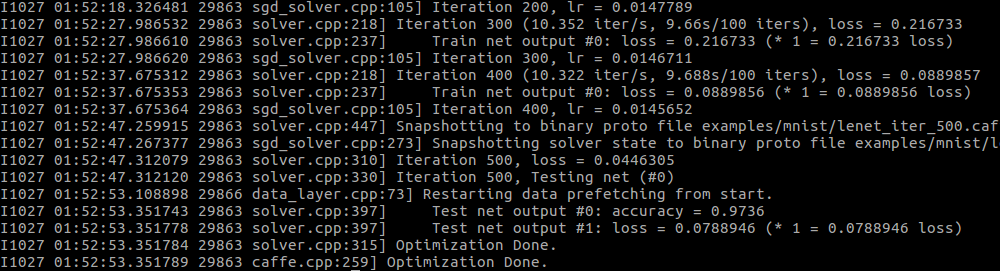 I1027 01:52:18.326481 29863 sgd_solver.cpp:105] Iteration 200, lr = 0.0147789
I1027 01:52:27.986532 29863 solver.cpp:218] Iteration 300 (10.352 iter/s, 9.66s/100 iters), loss = 0.216733
I1027 01:52:27.986610 29863 solver.cpp:237]     Train net output #0: loss = 0.216733 (* 1 = 0.216733 loss)
I1027 01:52:27.986620 29863 sgd_solver.cpp:105] Iteration 300, lr = 0.0146711
I1027 01:52:37.675312 29863 solver.cpp:218] Iteration 400 (10.322 iter/s, 9.688s/100 iters), loss = 0.0889857
I1027 01:52:37.675353 29863 solver.cpp:237]     Train net output #0: loss = 0.0889856 (* 1 = 0.0889856 loss)
I1027 01:52:37.675364 29863 sgd_solver.cpp:105] Iteration 400, lr = 0.0145652
I1027 01:52:47.259915 29863 solver.cpp:447] Snapshotting to binary proto file examples/mnist/lenet_iter_500.caf
I1027 01:52:47.267377 29863 sgd_solver.cpp:273] Snapshotting solver state to binary proto file examples/mnist/l
I1027 01:52:47.312079 29863 solver.cpp:310] Iteration 500, loss = 0.0446305
I1027 01:52:47.312120 29863 solver.cpp:330] Iteration 500, Testing net (#0)
I1027 01:52:53.108898 29866 data_layer.cpp:73] Restarting data prefetching from start.
I1027 01:52:53.351743 29863 solver.cpp:397]     Test net output #0: accuracy = 0.9736
I1027 01:52:53.351778 29863 solver.cpp:397]     Test net output #1: loss = 0.0788946 (* 1 = 0.0788946 loss)
I1027 01:52:53.351784 29863 solver.cpp:315] Optimization Done.
I1027 01:52:53.351789 29863 caffe.cpp:259] Optimization Done.